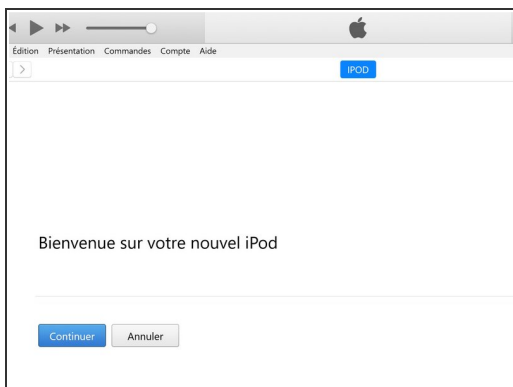 Édition Présentation Commandes Compte Aide
IPOD
Bienvenue sur votre nouvel iPod
Continuer Annuler